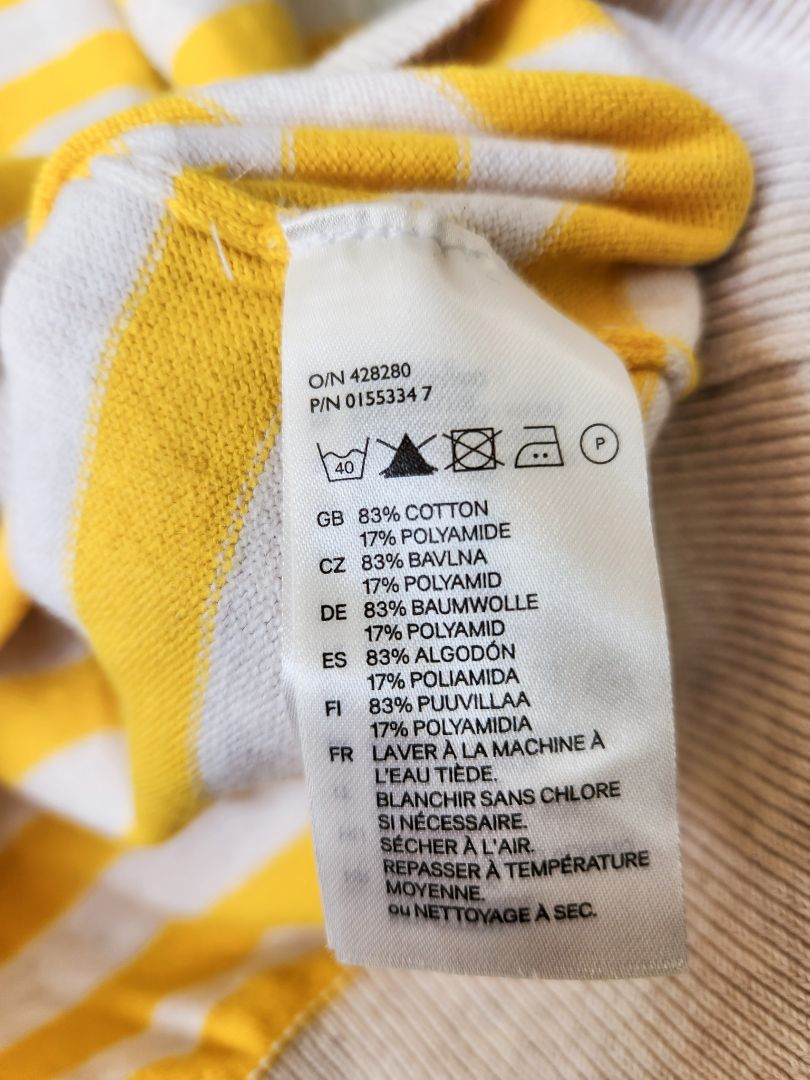 O/N 428280
P/N 0155334 7
40 P
GB 83% COTTON
17% POLYAMIDE
CZ 83% BAVLNA
17% POLYAMID
DE 83% BAUMWOLLE
17% POLYAMID
ES 83% ALGODÓN
17% POLIAMIDA
FI 83% PUUVILLAA
17% POLYAMIDIA
FR LAVER À LA MACHINE À
L'EAU TIÈDE.
BLANCHIR SANS CHLORE
SI NÉCESSAIRE.
SÉCHER À L'AIR.
REPASSER À TEMPÉRATURE
MOYENNE.
ou NETTOYAGE À SEC.